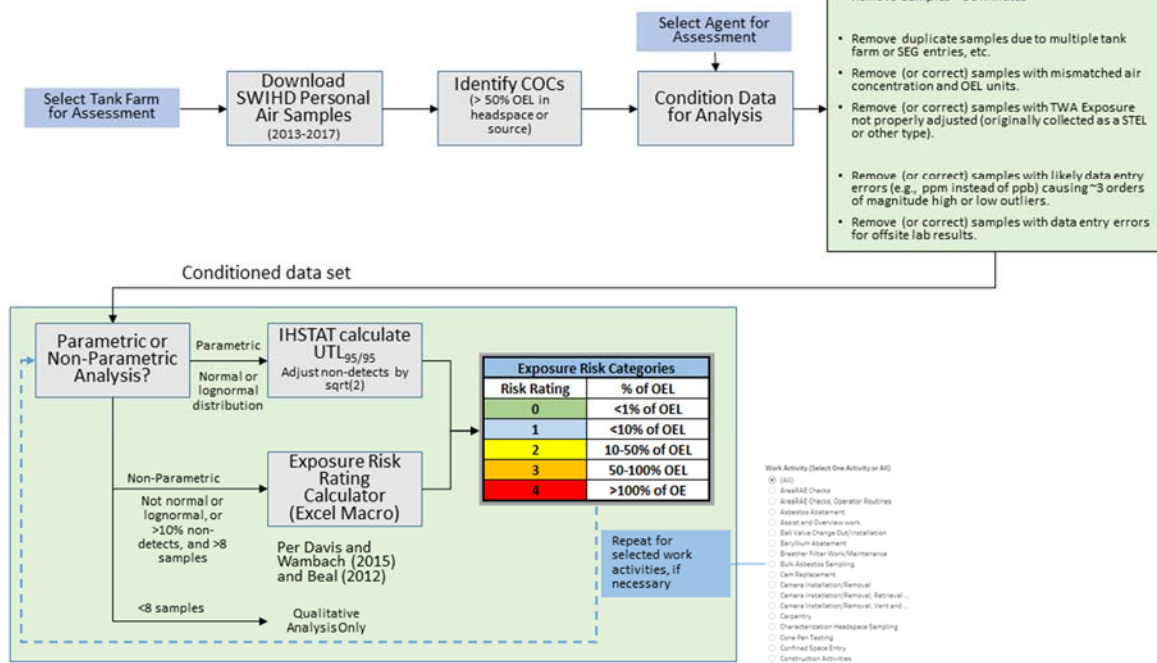 Select Agent for
Assessment
Select Tank Farm
for Assessment
Download
SWIHD Personal
Air Samples
(2013-2017)
Identify COCs
(> 50% OEL in
headspace or
source)
Condition Data
for Analysis
• Remove duplicate samples due to multiple tank
farm or SEG entries, etc.
• Remove (or correct) samples with mismatched air
concentration and OEL units.
• Remove (or correct) samples with TWA Exposure
not properly adjusted (originally collected as a STEL
or other type).
• Remove (or correct) samples with likely data entry
errors (e.g., ppm instead of ppb) causing ~3 orders
of magnitude high or low outliers.
• Remove (or correct) samples with data entry errors
for offsite lab results.
Conditioned data set
Parametric or
Non-Parametric
Analysis?
Parametric
Normal or
lognormal
distribution
IHSTAT calculate
UTL95/95
Adjust non-detects by
sqrt(2)
Non-Parametric
Not normal or
lognormal, or
>10% non-
detects, and >8
samples
Exposure Risk
Rating
Calculator
(Excel Macro)
Per Davis and
Wambach (2015)
and Beal (2012)
<8 samples
Qualitative
Analysis Only
Exposure Risk Categories
Risk Rating % of OEL
0 <1% of OEL
1 <10% of OEL
2 10-50% of OEL
3 50-100% OEL
4 >100% of OE
Repeat for
selected work
activities, if
necessary
Work Activity (Select One Activity or All)
(All)
AreaRAE Checks
AreaRAE Checks, Operator Routines
Asbestos Abatement
Assist and Overview work
Ball Valve Change Out/Installation
Beryllium Abatement
Breather Filter Work/Maintenance
Bulk Asbestos Sampling
Cam Replacement
Camera Installation/Removal
Camera Installation/Removal, Retrieval ...
Camera Installation/Removal, Vent and ...
Carpentry
Characterization Headspace Sampling
Cone Pen Testing
Confined Space Entry
Construction Activities